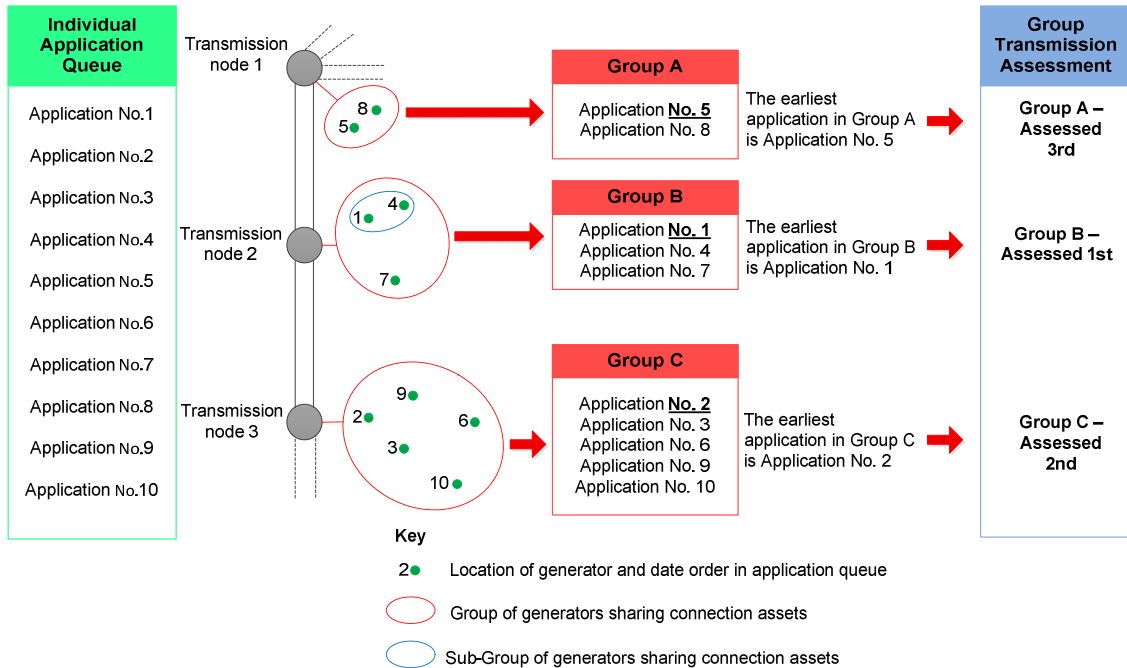 Individual
Application
Queue
Application No.1
Application No.2
Application No.3
Application No.4
Application No.5
Application No.6
Application No.7
Application No.8
Application No.9
Application No.10
Transmission
node 1
Transmission
node 2
Transmission
node 3
8
5
4
1
7
9
2
6
3
10
Group A
Application No. 5
Application No. 8
Group B
Application No. 1
Application No. 4
Application No. 7
Group C
Application No. 2
Application No. 3
Application No. 6
Application No. 9
Application No. 10
The earliest
application in Group A
is Application No. 5
The earliest
application in Group B
is Application No. 1
The earliest
application in Group C
is Application No. 2
Group
Transmission
Assessment
Group A –
Assessed
3rd
Group B –
Assessed 1st
Group C –
Assessed
2nd
Key
2
Location of generator and date order in application queue
Group of generators sharing connection assets
Sub-Group of generators sharing connection assets